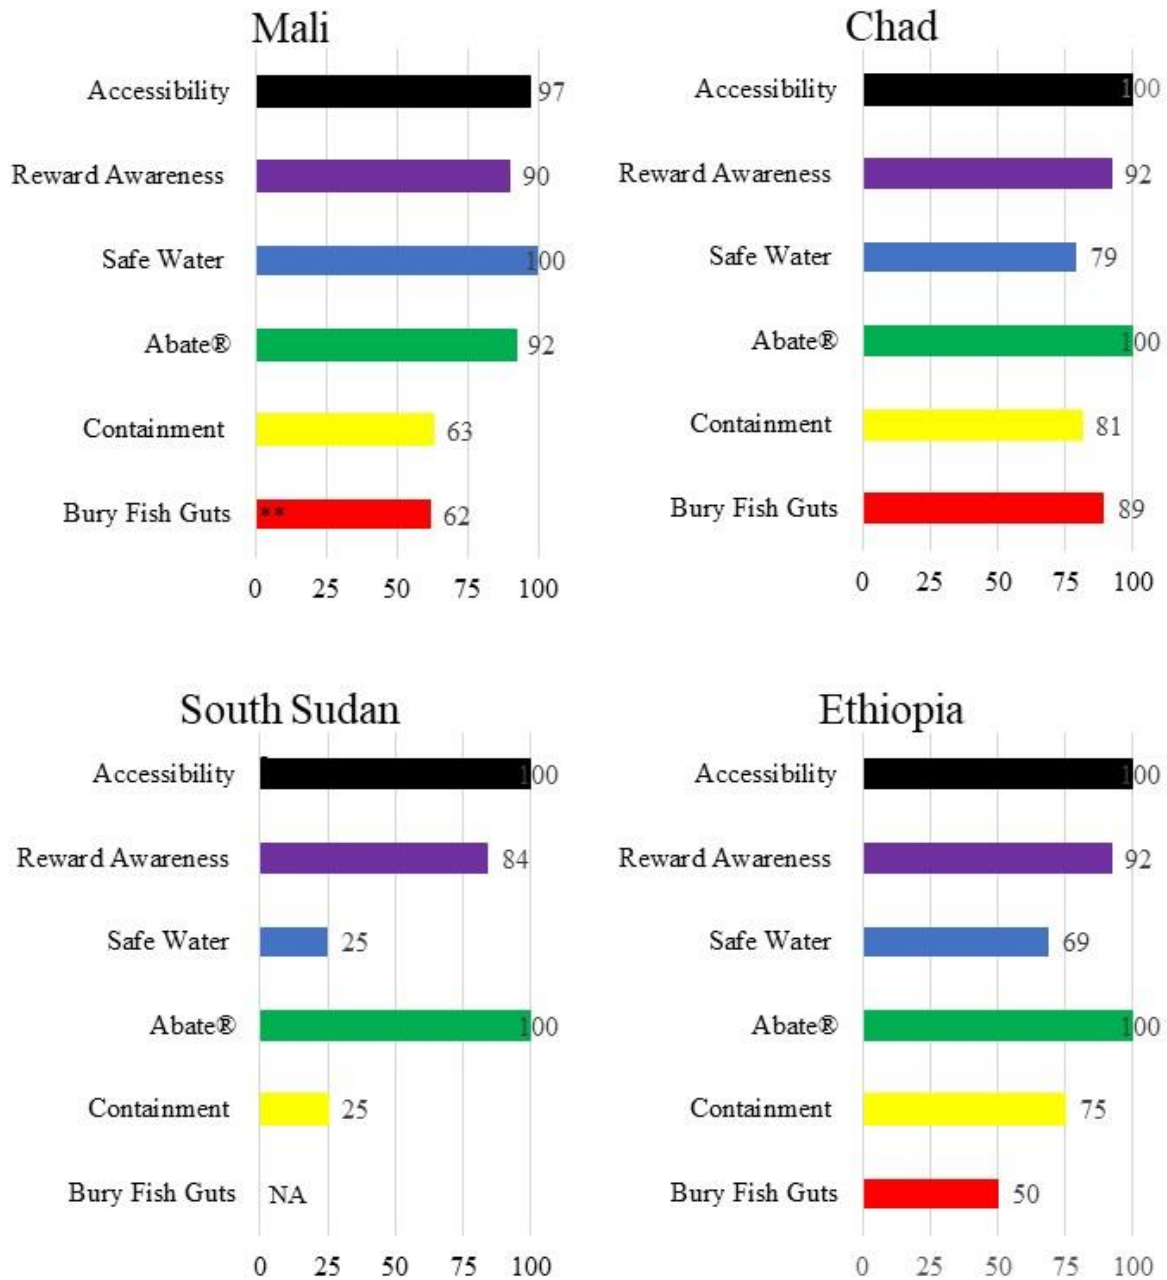 Mali
Accessibility 97
Reward Awareness 90
Safe Water 100
Abate® 92
Containment 63
Bury Fish Guts ** 62
0 25 50 75 100
Chad
Accessibility 100
Reward Awareness 92
Safe Water 79
Abate® 100
Containment 81
Bury Fish Guts 89
0 25 50 75 100
South Sudan
Accessibility 100
Reward Awareness 84
Safe Water 25
Abate® 100
Containment 25
Bury Fish Guts NA
0 25 50 75 100
Ethiopia
Accessibility 100
Reward Awareness 92
Safe Water 69
Abate® 100
Containment 75
Bury Fish Guts 50
0 25 50 75 100